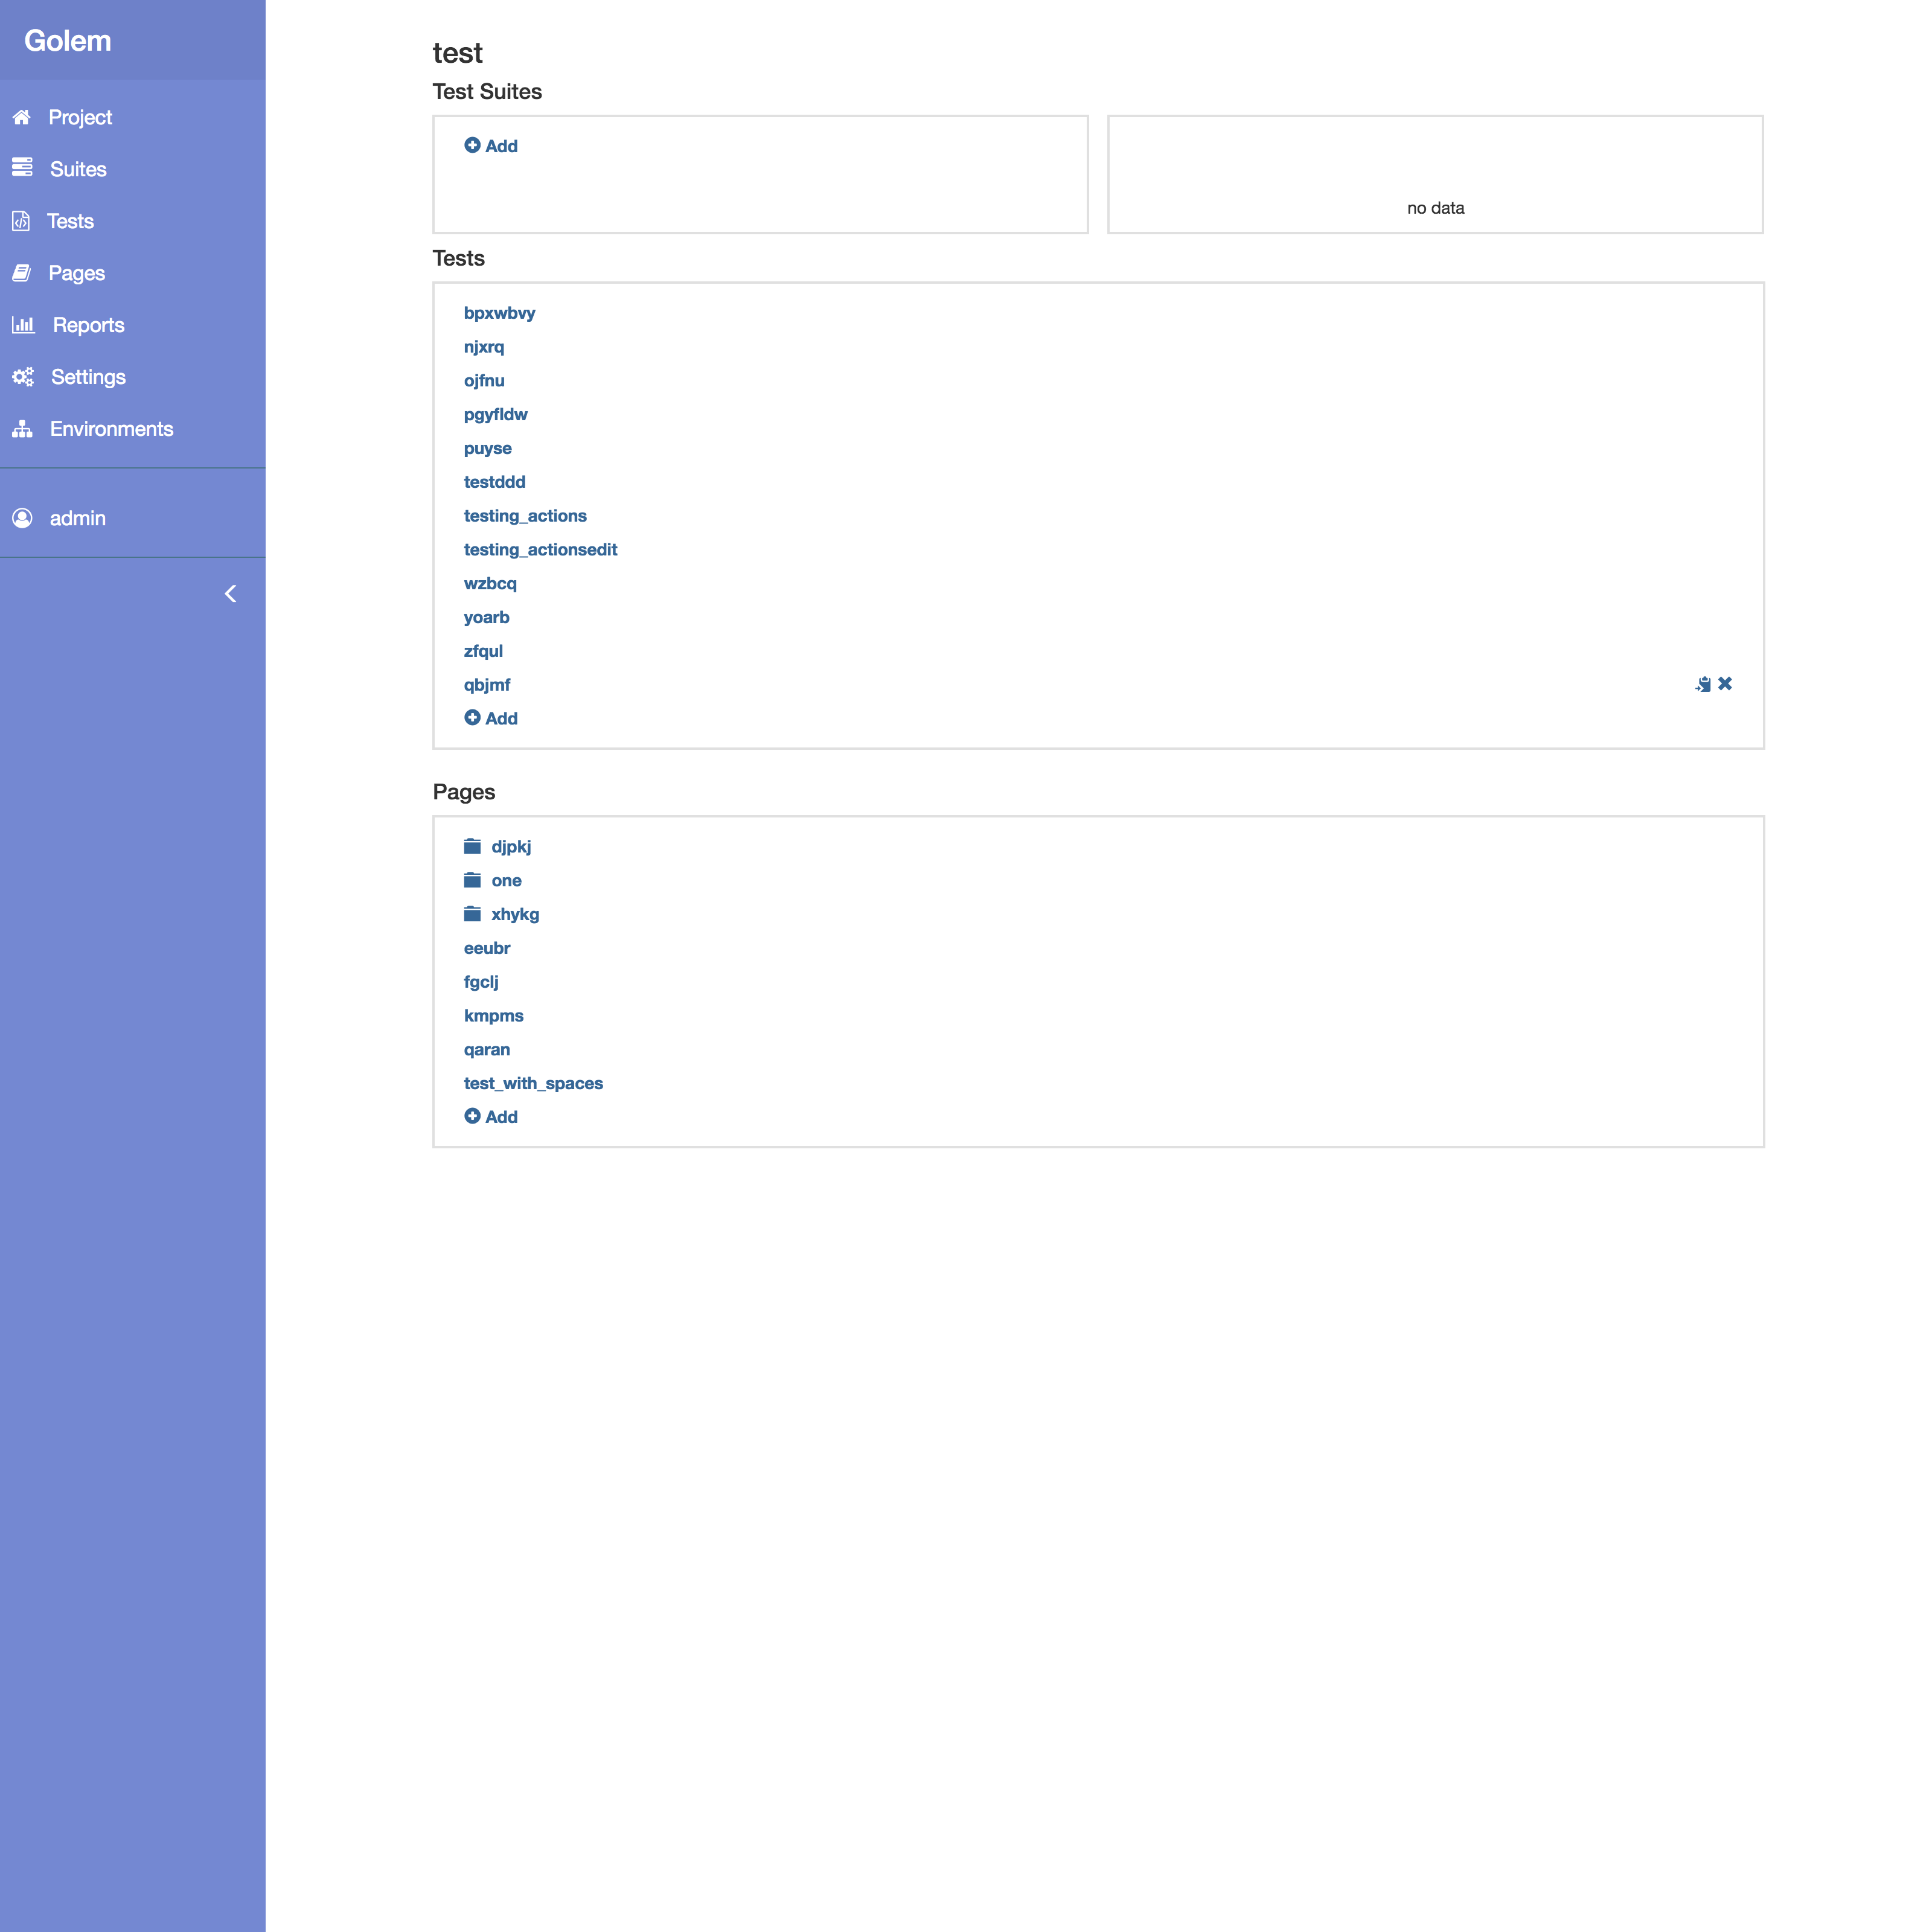 Golem
Project
Suites
Tests
Pages
Reports
Settings
Environments
admin
test
Test Suites
Add
no data
Tests
bpxwbvy
njxrq
ojfnu
pgyfldw
puyse
testddd
testing_actions
testing_actionsedit
wzbcq
yoarb
zfqul
qbjmf
Add
Pages
djpkj
one
xhykg
eeubr
fgclj
kmpms
qaran
test_with_spaces
Add